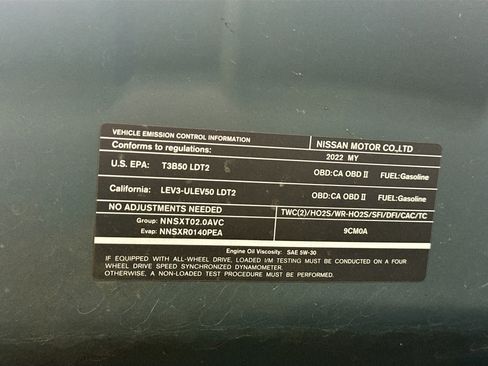 VEHICLE EMISSION CONTROL INFORMATION NISSAN MOTOR CO.,LTD
Conforms to regulations: 2022 MY
U.S. EPA: T3B50 LDT2 OBD:CA OBD II FUEL:Gasoline
California: LEV3-ULEV50 LDT2 OBD:CA OBD II FUEL:Gasoline
NO ADJUSTMENTS NEEDED TWC(2)/HO2S/WR-HO2S/SFI/DFI/CAC/TC
Group: NNSXT02.0AVC
Evap: NNSXR0140PEA 9CM0A
Engine Oil Viscosity: SAE 5W-30
IF EQUIPPED WITH ALL-WHEEL DRIVE, LOADED I/M TESTING MUST BE CONDUCTED ON A FOUR
WHEEL DRIVE SPEED SYNCHRONIZED DYNAMOMETER.
OTHERWISE, A NON-LOADED TEST PROCEDURE MUST BE PERFORMED.